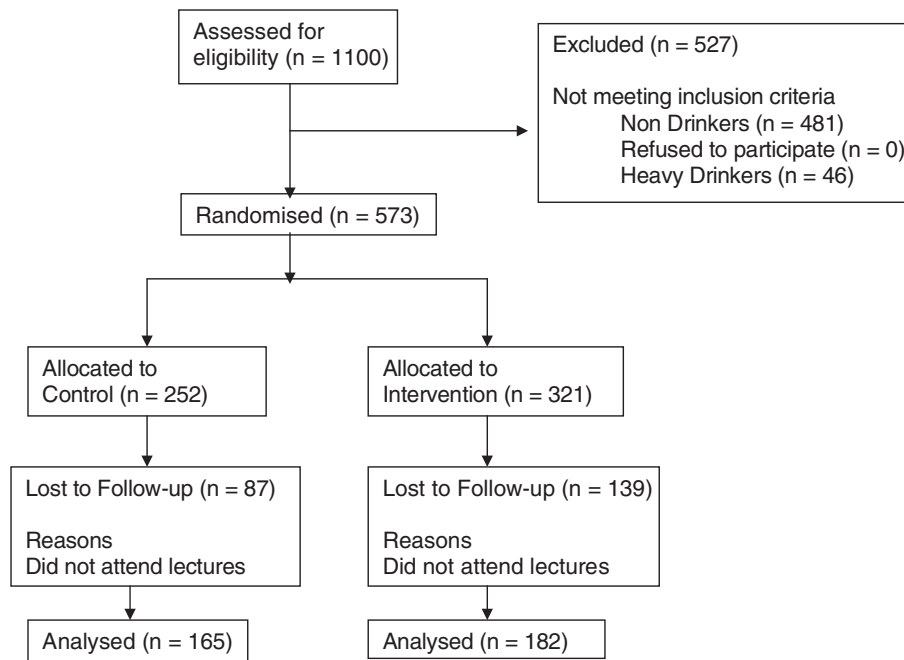 Assessed for
eligibility (n = 1100)
Excluded (n = 527)
Not meeting inclusion criteria
Non Drinkers (n = 481)
Refused to participate (n = 0)
Heavy Drinkers (n = 46)
Randomised (n = 573)
Allocated to
Control (n = 252)
Allocated to
Intervention (n = 321)
Lost to Follow-up (n = 87)
Reasons
Did not attend lectures
Lost to Follow-up (n = 139)
Reasons
Did not attend lectures
Analysed (n = 165)
Analysed (n = 182)